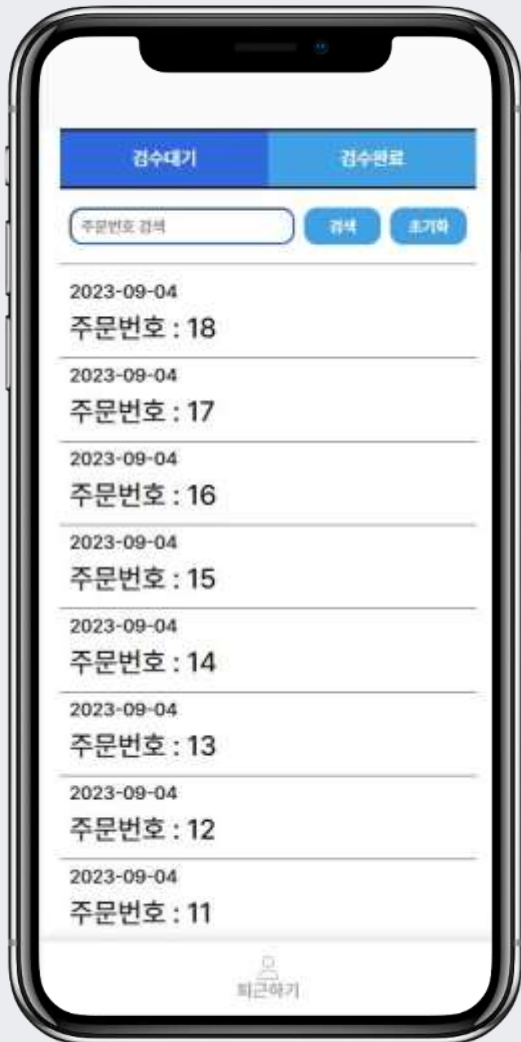 검수대기 검수완료
주문번호 검색 검색 초기화
2023-09-04
주문번호 : 18
2023-09-04
주문번호 : 17
2023-09-04
주문번호 : 16
2023-09-04
주문번호 : 15
2023-09-04
주문번호 : 14
2023-09-04
주문번호 : 13
2023-09-04
주문번호 : 12
2023-09-04
주문번호 : 11
퇴근하기